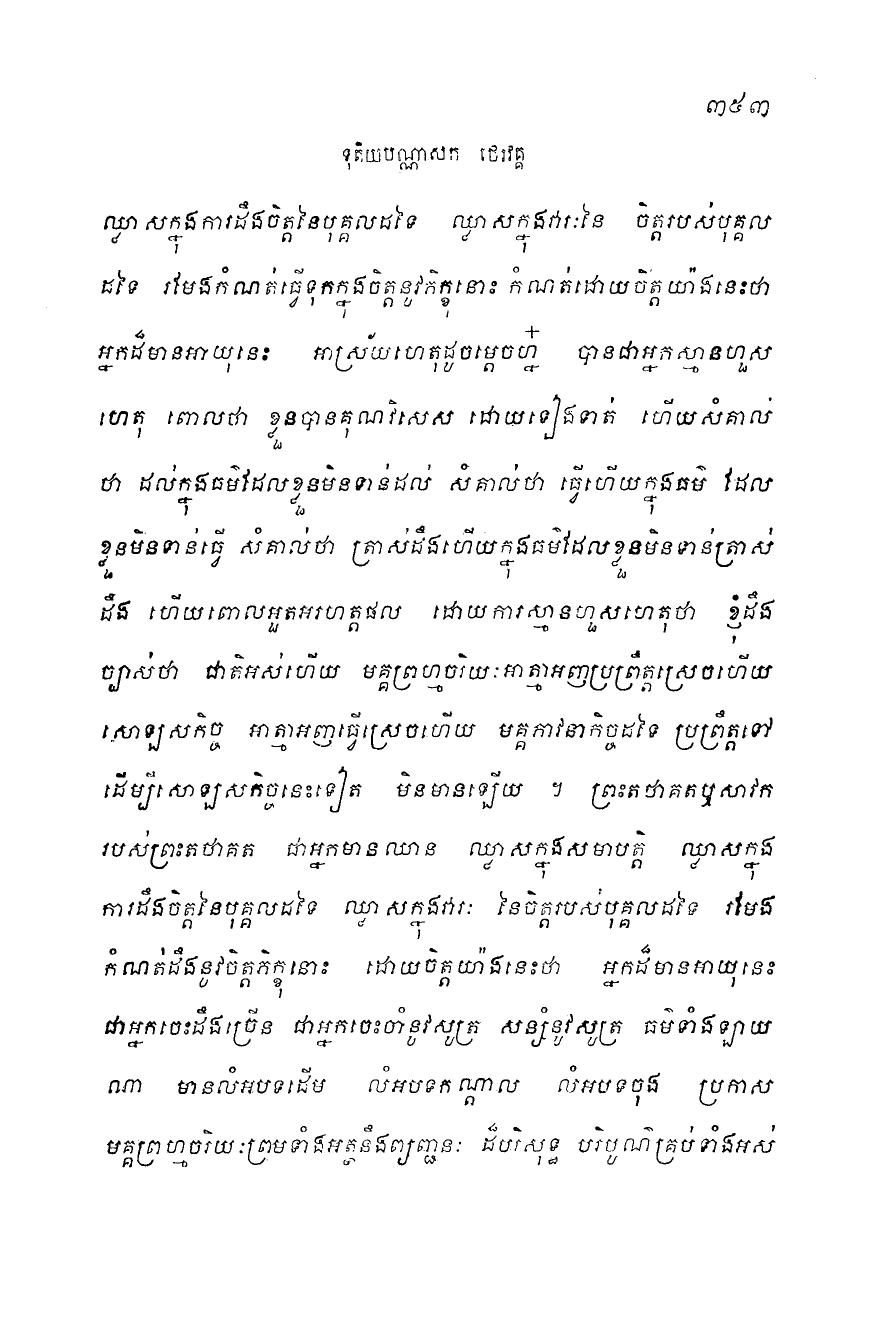 ៣៥៣
ទុតិយបណ្ណាសក ថេរវគ្គ
ឈ្លាសក្នុងការដឹងចិត្តនៃបុគ្គលដទៃ ឈ្លាសក្នុងវារៈនៃ ចិត្តរបស់បុគ្គល
ដទៃ រមែងកំណត់ធ្វើទុកក្នុងចិត្តនូវភិក្ខុនោះ កំណត់ដោយចិត្តយ៉ាងនេះថា
អ្នកដ៏មានអាយុនេះ អាស្រ័យហេតុដូចម្តេចហ្ន៎ បានជាអ្នកស្មានហួស
ហេតុ ពោលថា ខ្លួនបានគុណវិសេស ដោយទៀងទាត់ ហើយសំគាល់
ថា ដល់ក្នុងធម៌ដែលខ្លួនមិនទាន់ដល់ សំគាល់ថា ធ្វើហើយក្នុងធម៌ ដែល
ខ្លួនមិនទាន់ធ្វើ សំគាល់ថា ត្រាស់ដឹងហើយក្នុងធម៌ដែលខ្លួនមិនទាន់ត្រាស់
ដឹង ហើយពោលអួតអរហត្តផល ដោយការស្មានហួសហេតុថា ខ្ញុំដឹង
ច្បាស់ថា ជាតិអស់ហើយ មគ្គព្រហ្មចរិយៈអាត្មាអញប្រព្រឹត្តស្រេចហើយ
សោឡសកិច្ច អាត្មាអញធ្វើស្រេចហើយ មគ្គភាវនាកិច្ចដទៃ ប្រព្រឹត្តទៅ
ដើម្បីសោឡសកិច្ចនេះទៀត មិនមានឡើយ ។ ព្រះតថាគតឬសាវក
របស់ព្រះតថាគត ជាអ្នកមានឈាន ឈ្លាសក្នុងសមាបត្តិ ឈ្លាសក្នុង
ការដឹងចិត្តនៃបុគ្គលដទៃ ឈ្លាសក្នុងវារៈ នៃចិត្តរបស់បុគ្គលដទៃ រមែង
កំណត់ដឹងនូវចិត្តភិក្ខុនោះ ដោយចិត្តយ៉ាងនេះថា អ្នកដ៏មានអាយុនេះ
ជាអ្នកចេះដឹងច្រើន ជាអ្នកចេះចាំនូវសូត្រ សន្សំនូវសូត្រ ធម៌ទាំងឡាយ
ណា មានលំអបទដើម លំអបទកណ្តាល លំអបទចុង ប្រកាស
មគ្គព្រហ្មចរិយៈព្រមទាំងអត្ថនឹងព្យញ្ជនៈ ដ៏បរិសុទ្ធ បរិបូណ៌គ្រប់ទាំងអស់